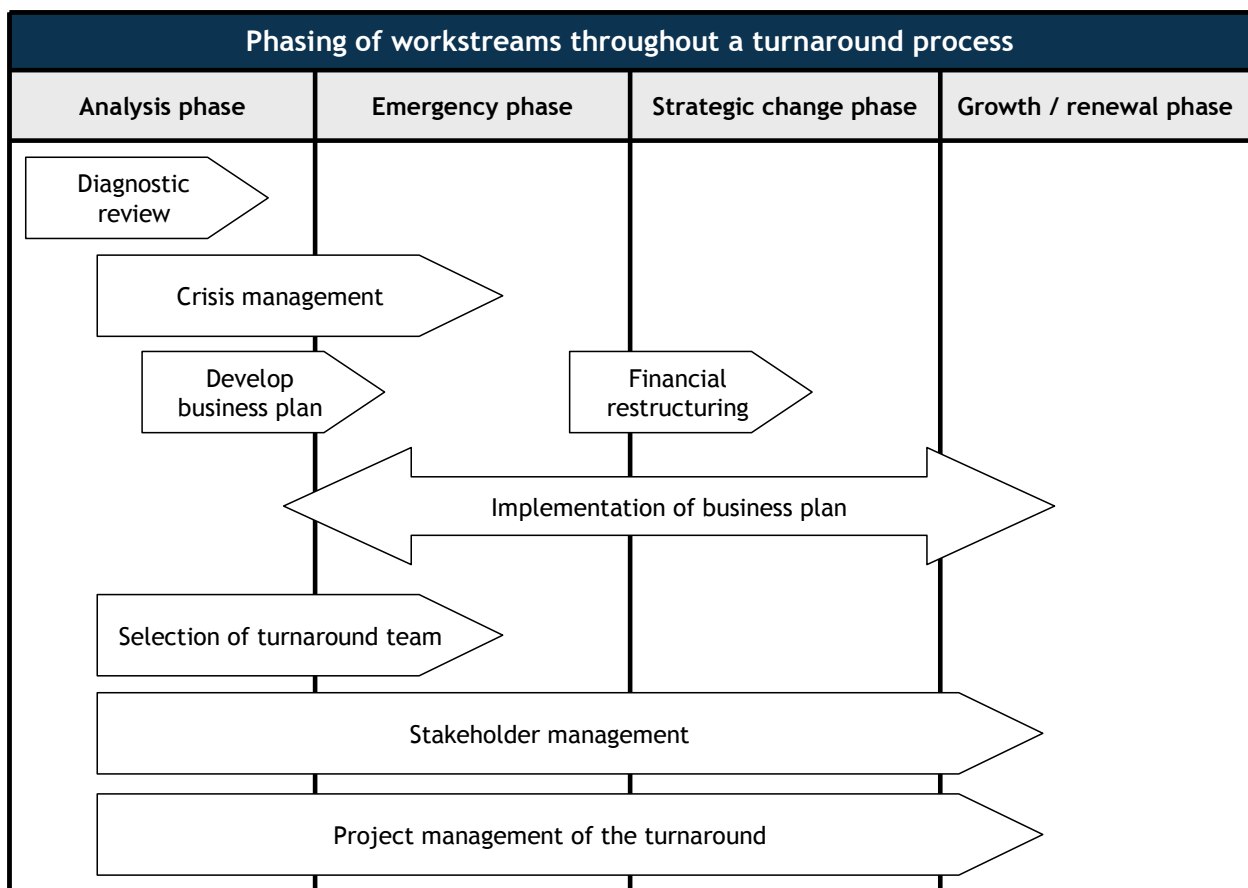 Phasing of workstreams throughout a turnaround process
Analysis phase
Emergency phase
Strategic change phase
Growth / renewal phase
Diagnostic
review
Crisis management
Develop
business plan
Financial
restructuring
Implementation of business plan
Selection of turnaround team
Stakeholder management
Project management of the turnaround